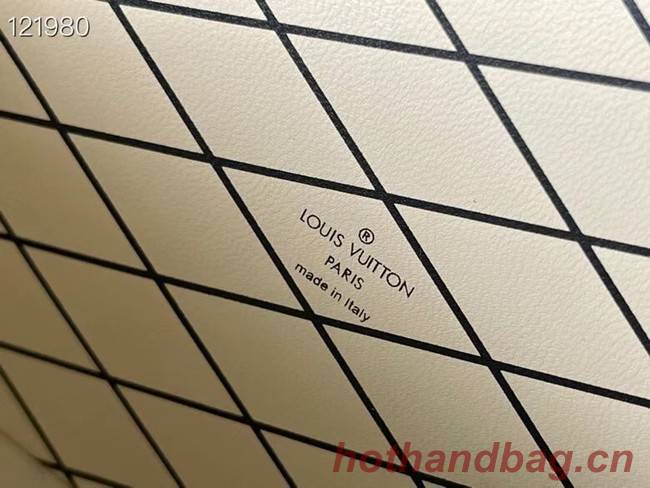 121980
®
LOUIS VUITTON
PARIS
made in Italy
hothandbag.cn